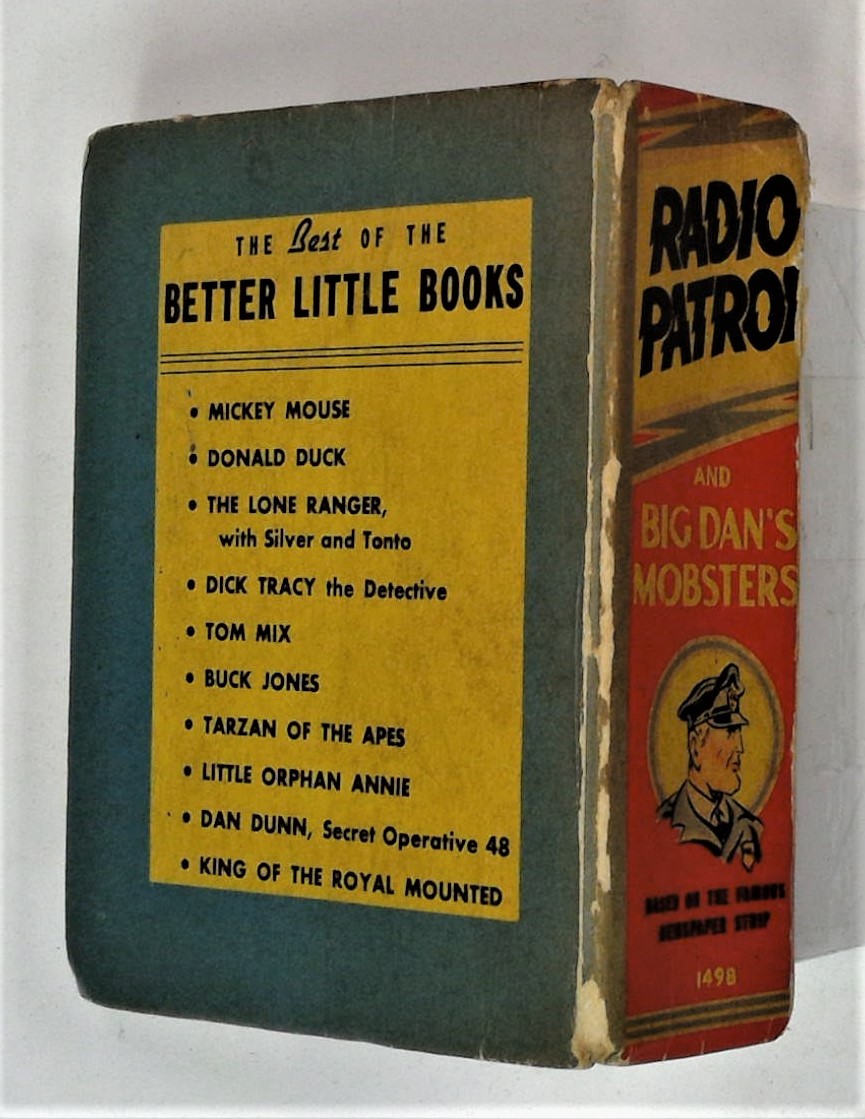 THE Best OF THE
BETTER LITTLE BOOKS
• MICKEY MOUSE
• DONALD DUCK
• THE LONE RANGER,
with Silver and Tonto
• DICK TRACY the Detective
• TOM MIX
• BUCK JONES
• TARZAN OF THE APES
• LITTLE ORPHAN ANNIE
• DAN DUNN, Secret Operative 48
• KING OF THE ROYAL MOUNTED
RADIO
PATROL
AND
BIG DAN'S
MOBSTERS
BASED ON THE FAMOUS
NEWSPAPER STRIP
1498